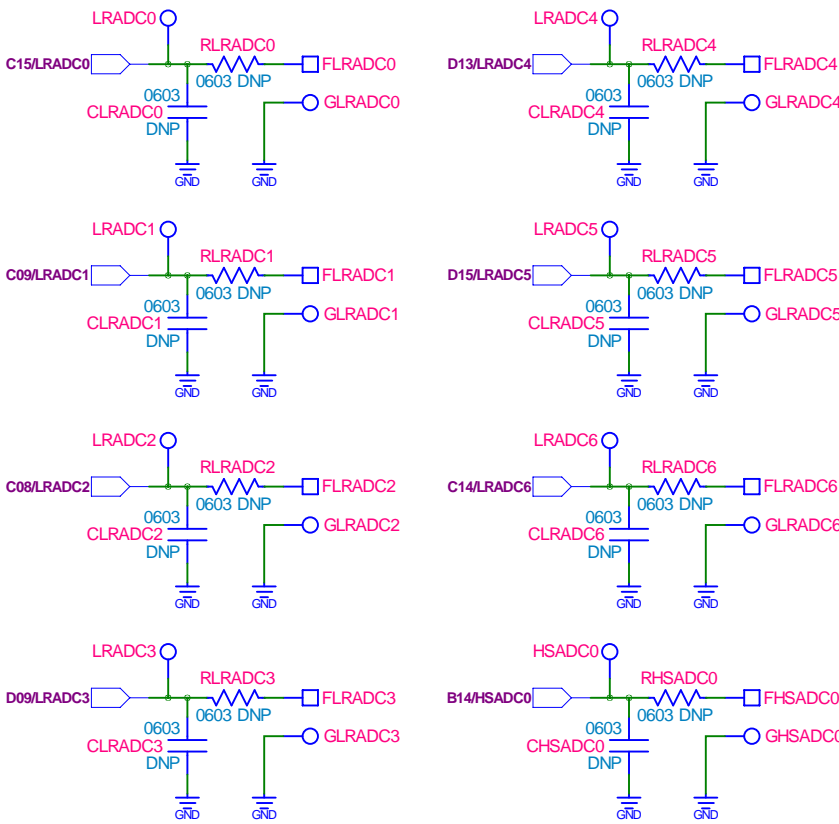 LRADC0
RLRADC0
C15/LRADC0
FLRADC0
0603
0603 DNP
CLRADC0
GLRADC0
DNP
GND
GND
LRADC4
RLRADC4
D13/LRADC4
FLRADC4
0603
0603 DNP
CLRADC4
GLRADC4
DNP
GND
GND
LRADC1
RLRADC1
C09/LRADC1
FLRADC1
0603
0603 DNP
CLRADC1
GLRADC1
DNP
GND
GND
LRADC5
RLRADC5
D15/LRADC5
FLRADC5
0603
0603 DNP
CLRADC5
GLRADC5
DNP
GND
GND
LRADC2
RLRADC2
C08/LRADC2
FLRADC2
0603
0603 DNP
CLRADC2
GLRADC2
DNP
GND
GND
LRADC6
RLRADC6
C14/LRADC6
FLRADC6
0603
0603 DNP
CLRADC6
GLRADC6
DNP
GND
GND
LRADC3
RLRADC3
D09/LRADC3
FLRADC3
0603
0603 DNP
CLRADC3
GLRADC3
DNP
GND
GND
HSADC0
RHSADC0
B14/HSADC0
FHSADC0
0603
0603 DNP
CHSADC0
GHSADC0
DNP
GND
GND